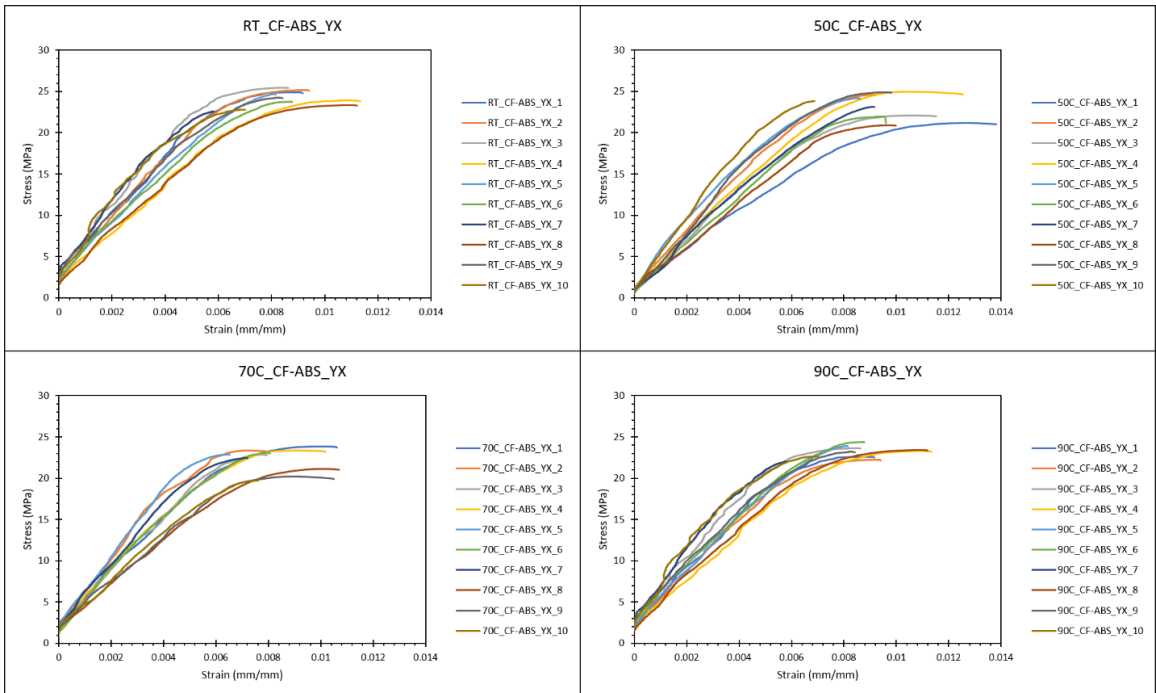 RT_CF-ABS_YX
30
25
20
15
10
5
0
Stress (MPa)
0 0.002 0.004 0.006 0.008 0.01 0.012 0.014
Strain (mm/mm)
RT_CF-ABS_YX_1
RT_CF-ABS_YX_2
RT_CF-ABS_YX_3
RT_CF-ABS_YX_4
RT_CF-ABS_YX_5
RT_CF-ABS_YX_6
RT_CF-ABS_YX_7
RT_CF-ABS_YX_8
RT_CF-ABS_YX_9
RT_CF-ABS_YX_10
50C_CF-ABS_YX
30
25
20
15
10
5
0
Stress (MPa)
0 0.002 0.004 0.006 0.008 0.01 0.012 0.014
Strain (mm/mm)
50C_CF-ABS_YX_1
50C_CF-ABS_YX_2
50C_CF-ABS_YX_3
50C_CF-ABS_YX_4
50C_CF-ABS_YX_5
50C_CF-ABS_YX_6
50C_CF-ABS_YX_7
50C_CF-ABS_YX_8
50C_CF-ABS_YX_9
50C_CF-ABS_YX_10
70C_CF-ABS_YX
30
25
20
15
10
5
0
Stress (MPa)
0 0.002 0.004 0.006 0.008 0.01 0.012 0.014
Strain (mm/mm)
70C_CF-ABS_YX_1
70C_CF-ABS_YX_2
70C_CF-ABS_YX_3
70C_CF-ABS_YX_4
70C_CF-ABS_YX_5
70C_CF-ABS_YX_6
70C_CF-ABS_YX_7
70C_CF-ABS_YX_8
70C_CF-ABS_YX_9
70C_CF-ABS_YX_10
90C_CF-ABS_YX
30
25
20
15
10
5
0
Stress (MPa)
0 0.002 0.004 0.006 0.008 0.01 0.012 0.014
Strain (mm/mm)
90C_CF-ABS_YX_1
90C_CF-ABS_YX_2
90C_CF-ABS_YX_3
90C_CF-ABS_YX_4
90C_CF-ABS_YX_5
90C_CF-ABS_YX_6
90C_CF-ABS_YX_7
90C_CF-ABS_YX_8
90C_CF-ABS_YX_9
90C_CF-ABS_YX_10